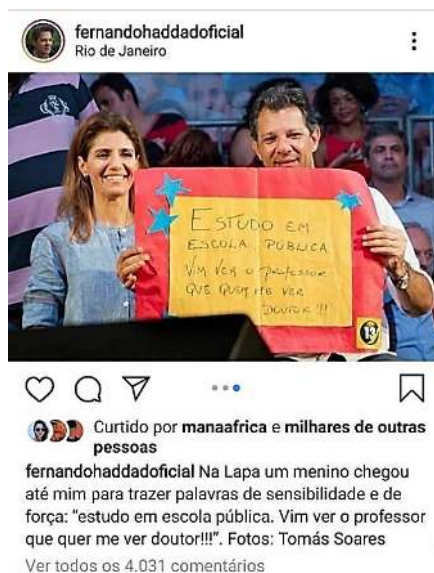 fernandohaddadoficial
Rio de Janeiro
ESTUDO EM
ESCOLA PÚBLICA
VIM VER O professor
QUE QUER ME VER
DOUTOR!!!
13
Curtido por manaafrica e milhares de outras
pessoas
fernandohaddadoficial Na Lapa um menino chegou
até mim para trazer palavras de sensibilidade e de
força: “estudo em escola pública. Vim ver o professor
que quer me ver doutor!!!”. Fotos: Tomás Soares
Ver todos os 4.031 comentários